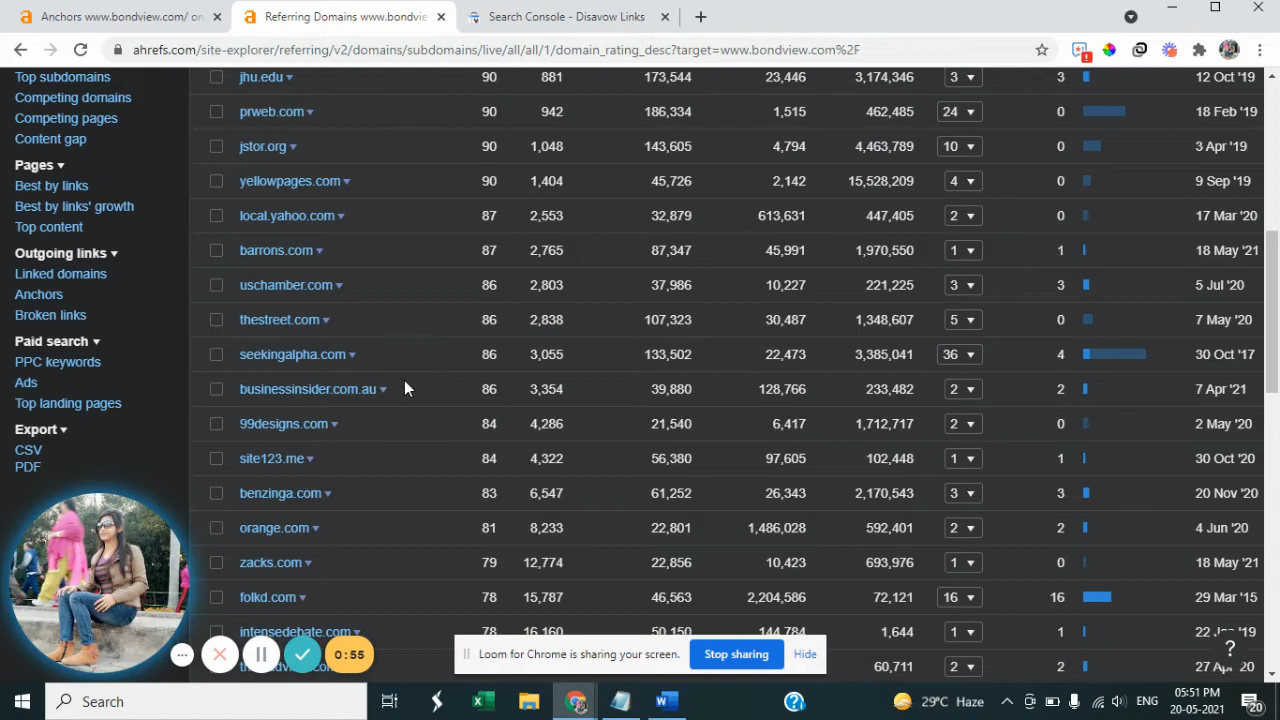 Anchors www.bondview.com/ on
Referring Domains www.bondvie
Search Console - Disavow Links
ahrefs.com/site-explorer/referring/v2/domains/subdomains/live/all/all/1/domain_rating_desc?target=www.bondview.com%2F
Top subdomains
Competing domains
Competing pages
Content gap
Pages
Best by links
Best by links' growth
Top content
Outgoing links
Linked domains
Anchors
Broken links
Paid search
PPC keywords
Ads
Top landing pages
Export
CSV
PDF
jhu.edu 90 881 173,544 23,446 3,174,346 3 3 12 Oct '19
prweb.com 90 942 186,334 1,515 462,485 24 0 18 Feb '19
jstor.org 90 1,048 143,605 4,794 4,463,789 10 0 3 Apr '19
yellowpages.com 90 1,404 45,726 2,142 15,528,209 4 0 9 Sep '19
local.yahoo.com 87 2,553 32,879 613,631 447,405 2 0 17 Mar '20
barrons.com 87 2,765 87,347 45,991 1,970,550 1 1 18 May '21
uschamber.com 86 2,803 37,986 10,227 221,225 3 3 5 Jul '20
thestreet.com 86 2,838 107,323 30,487 1,348,607 5 0 7 May '20
seekingalpha.com 86 3,055 133,502 22,473 3,385,041 36 4 30 Oct '17
businessinsider.com.au 86 3,354 39,880 128,766 233,482 2 2 7 Apr '21
99designs.com 84 4,286 21,540 6,417 1,712,717 2 0 2 May '20
site123.me 84 4,322 56,380 97,605 102,448 1 1 30 Oct '20
benzinga.com 83 6,547 61,252 26,343 2,170,543 3 3 20 Nov '20
orange.com 81 8,233 22,801 1,486,028 592,401 2 2 4 Jun '20
zacks.com 79 12,774 22,856 10,423 693,976 1 0 18 May '21
folkd.com 78 15,787 46,563 2,204,586 72,121 16 16 29 Mar '15
intensedebate.com 78 16,160 50,150 144,784 1,644 1 1 '19
60,711 2 2 27 '20
0:55
Loom for Chrome is sharing your screen. Stop sharing Hide
?
Search
29°C Haze
ENG
05:51 PM
20-05-2021
20